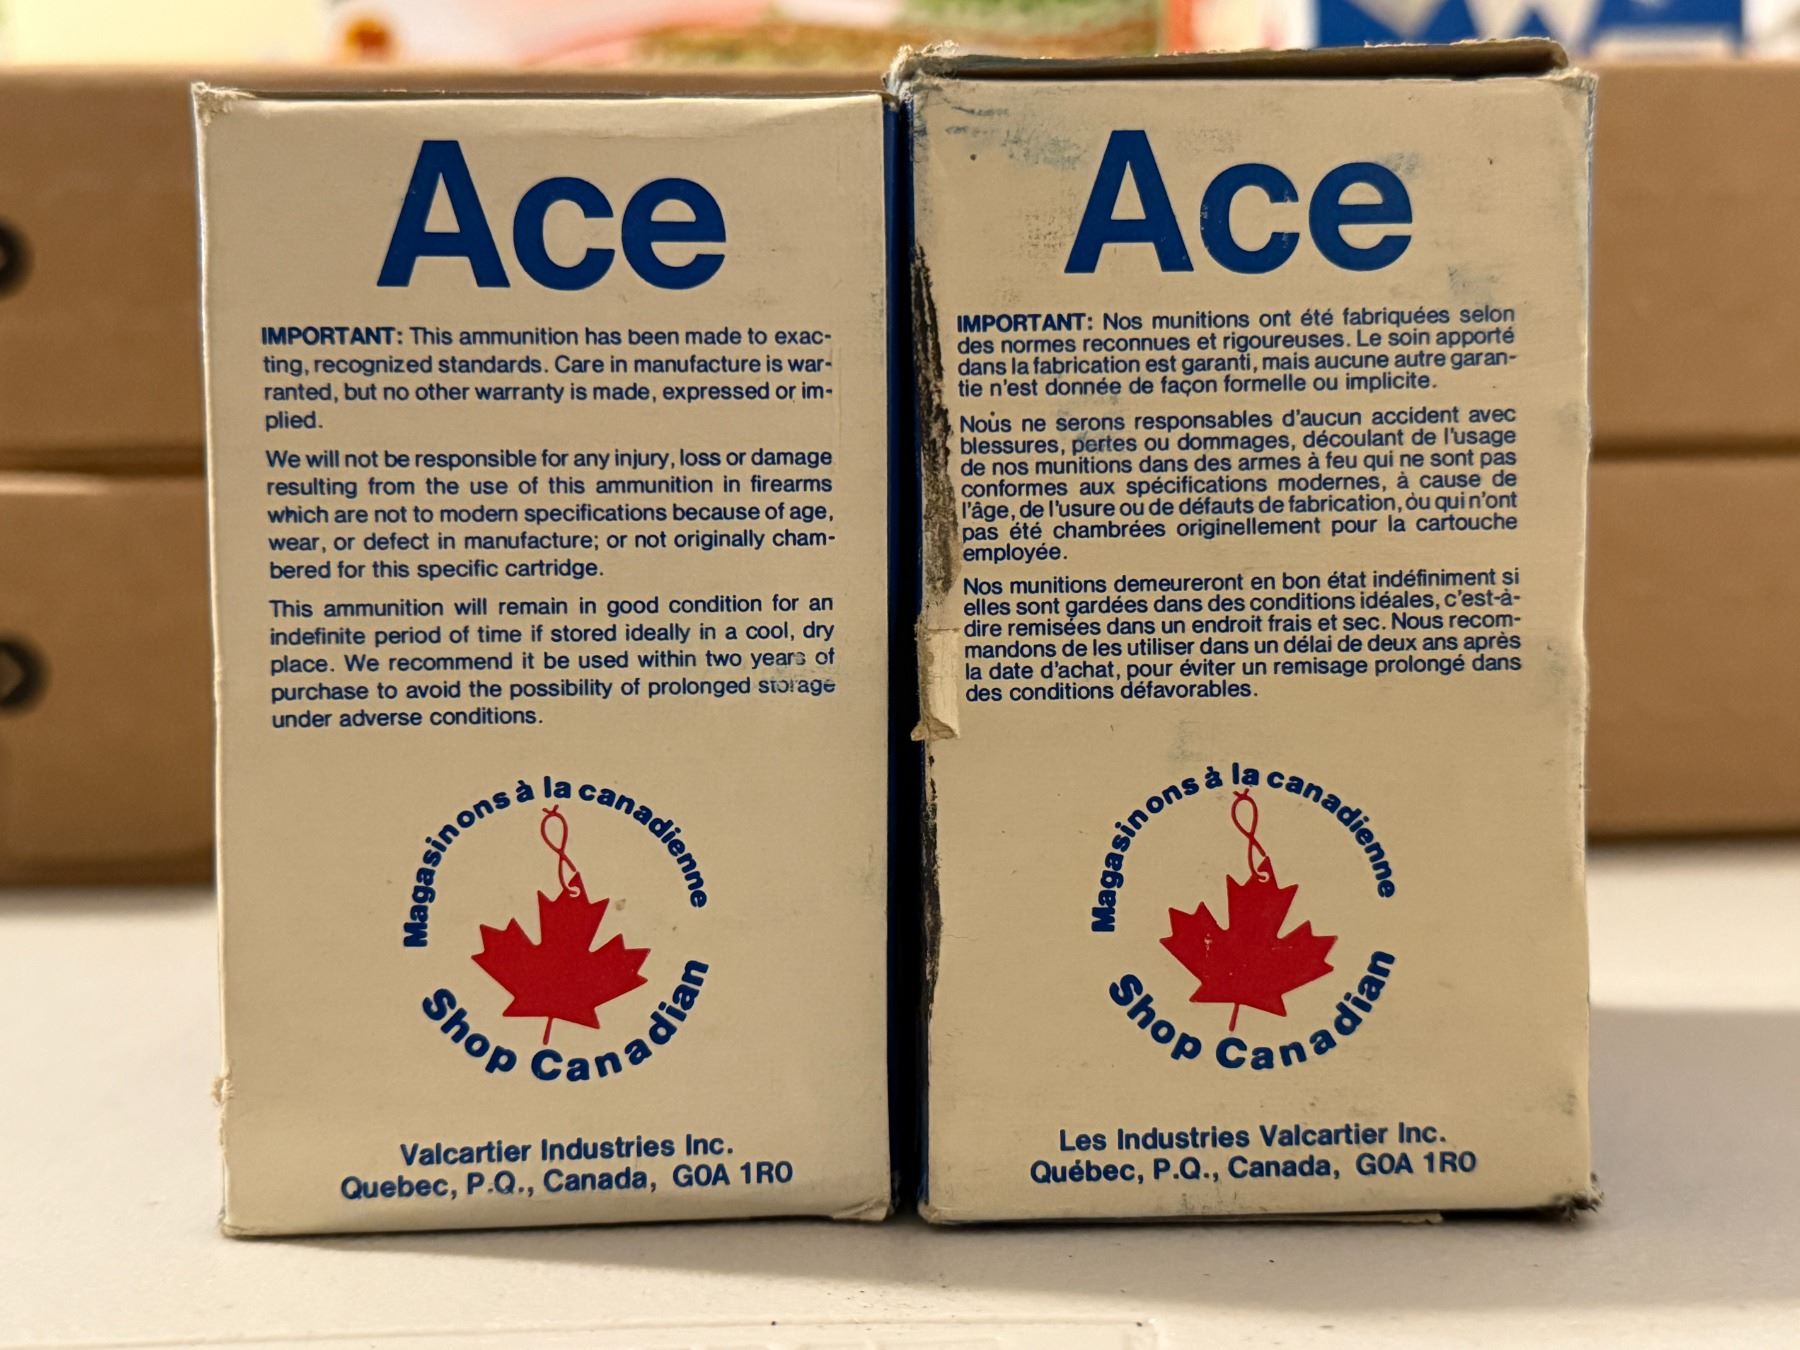 Ace
IMPORTANT: This ammunition has been made to exac-
ting, recognized standards. Care in manufacture is war-
ranted, but no other warranty is made, expressed or im-
plied.
We will not be responsible for any injury, loss or damage
resulting from the use of this ammunition in firearms
which are not to modern specifications because of age,
wear, or defect in manufacture; or not originally cham-
bered for this specific cartridge.
This ammunition will remain in good condition for an
indefinite period of time if stored ideally in a cool, dry
place. We recommend it be used within two years of
purchase to avoid the possibility of prolonged storage
under adverse conditions.
Magasinons à la canadienne
Shop Canadian
Valcartier Industries Inc.
Quebec, P.Q., Canada, GOA 1RO
Ace
IMPORTANT: Nos munitions ont été fabriquées selon
des normes reconnues et rigoureuses. Le soin apporté
dans la fabrication est garanti, mais aucune autre garan-
tie n'est donnée de façon formelle ou implicite.
Nous ne serons responsables d'aucun accident avec
blessures, pertes ou dommages, découlant de l'usage
de nos munitions dans des armes à feu qui ne sont pas
conformes aux spécifications modernes, à cause de
l'âge, de l'usure ou de défauts de fabrication, ou qui n'ont
pas été chambrées originellement pour la cartouche
employée.
Nos munitions demeureront en bon état indéfiniment si
elles sont gardées dans des conditions idéales, c'est-à-
dire remisées dans un endroit frais et sec. Nous recom-
mandons de les utiliser dans un délai de deux ans après
la date d'achat, pour éviter un remisage prolongé dans
des conditions défavorables.
Magasinons à la canadienne
Shop Canadian
Les Industries Valcartier Inc.
Québec, P.Q., Canada, GOA 1RO